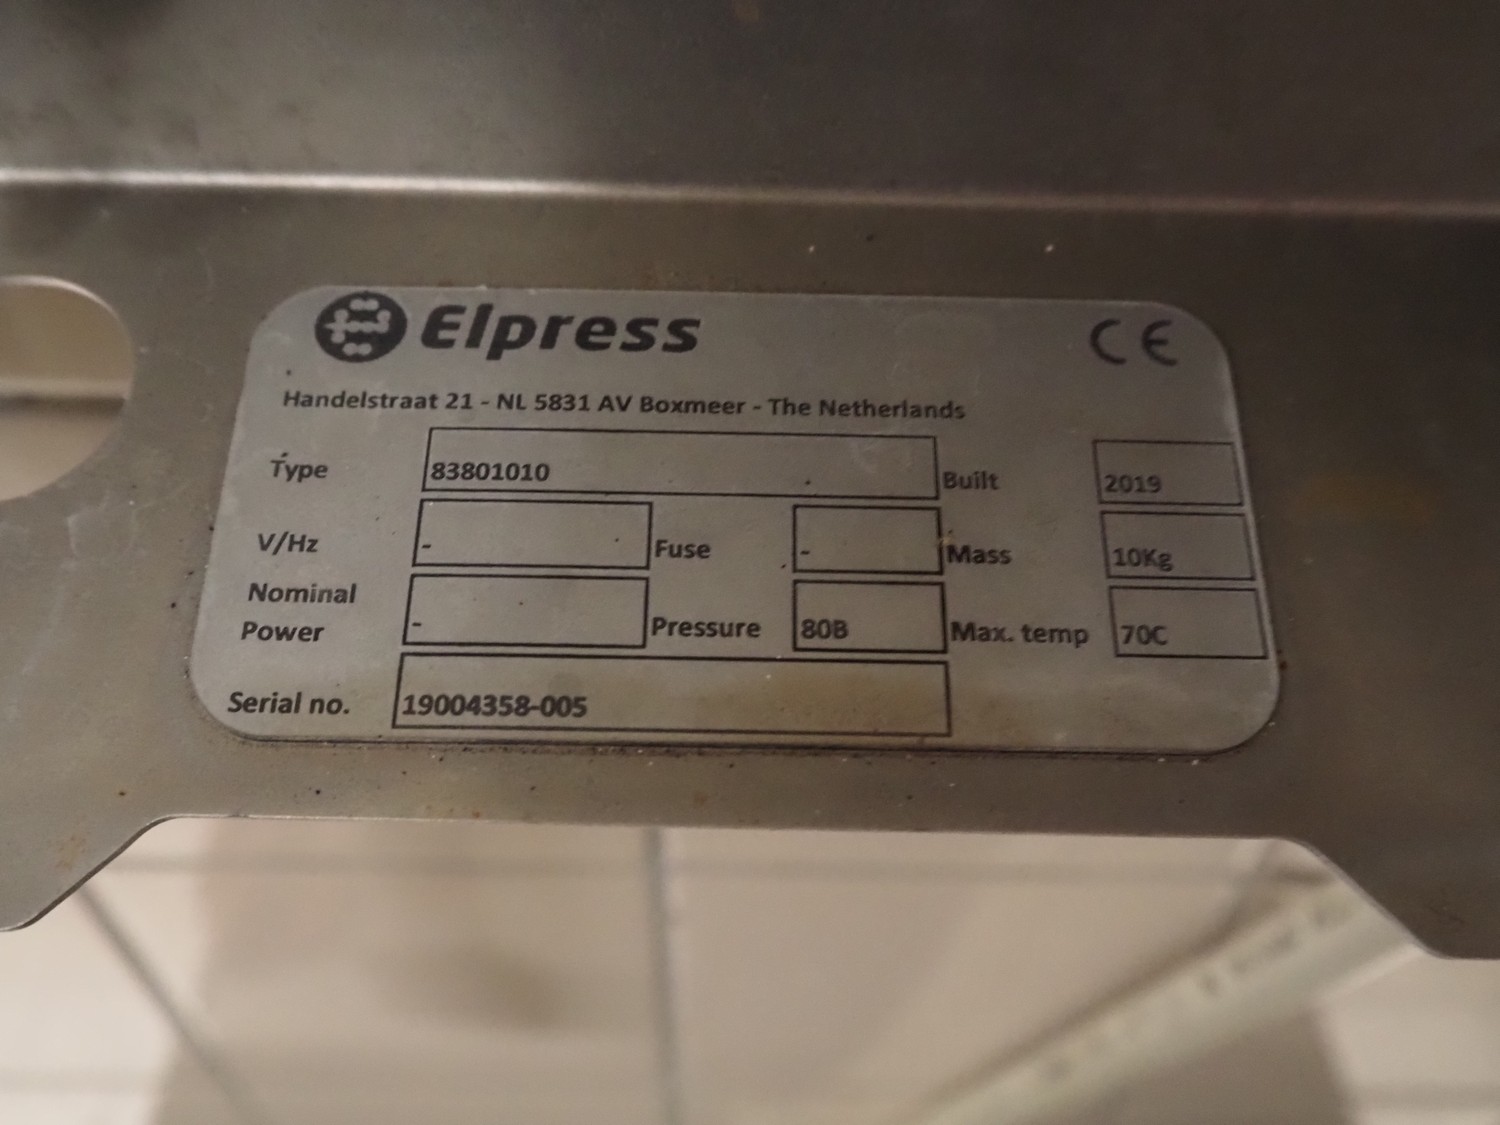 Elpress CE
Handelstraat 21 - NL 5831 AV Boxmeer - The Netherlands
Type 83801010 Built 2019
V/Hz - Fuse - Mass 10Kg
Nominal Power - Pressure 80B Max. temp 70C
Serial no. 19004358-005